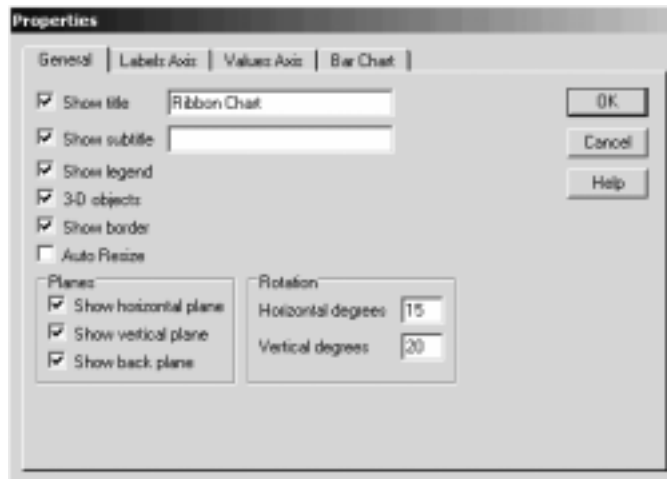 Properties
General Labels Axis Values Axis Bar Chart
Show title Ribbon Chart OK
Show subtitle Cancel
Show legend Help
3-D objects
Show border
Auto Resize
Planes Rotation
Show horizontal plane Horizontal degrees 15
Show vertical plane Vertical degrees 20
Show back plane